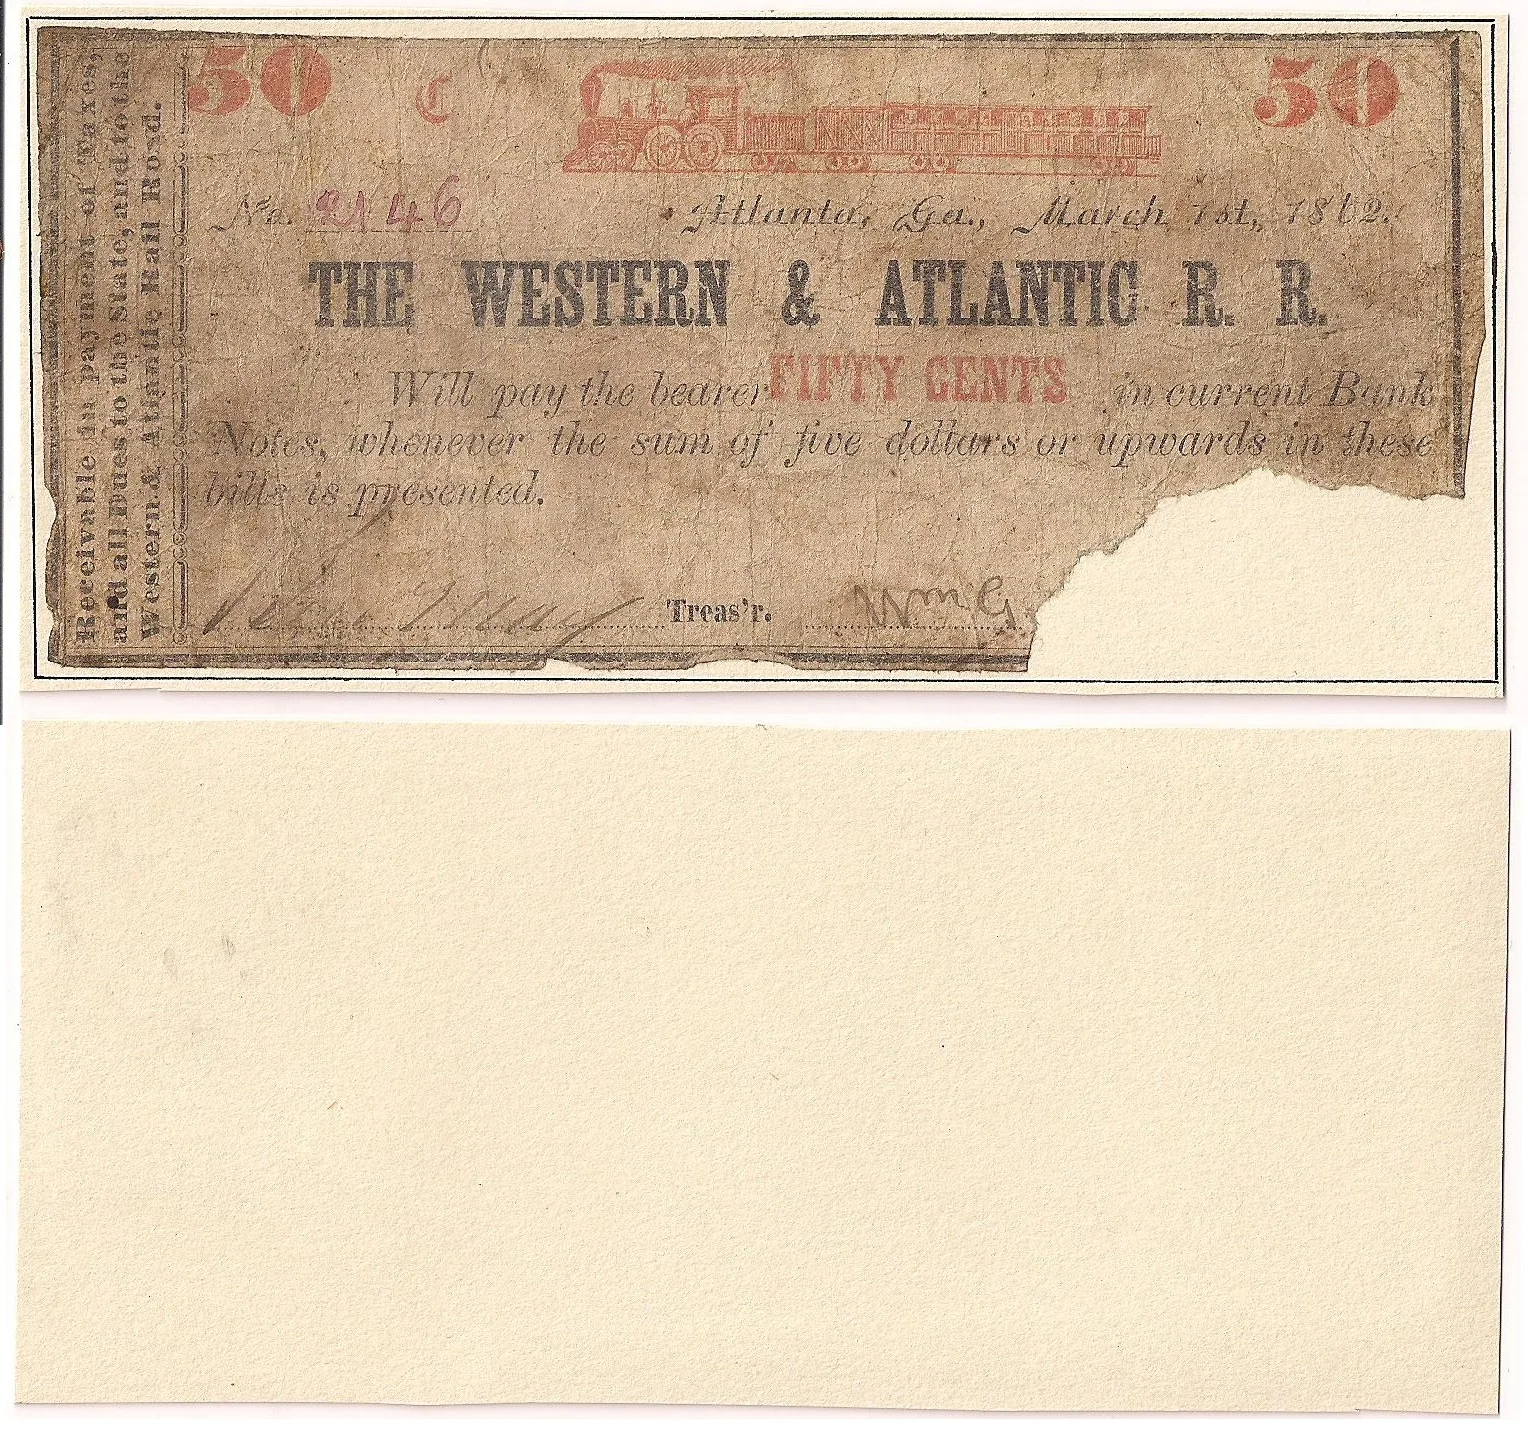 Receivable in payment of Taxes,
and all Dues to the State, and to the
Western & Atlantic Rail Road.
50 C 50
No. 2146 Atlanta, Ga., March 1st, 1862.
THE WESTERN & ATLANTIC R. R.
Will pay the bearer FIFTY CENTS in current Bank
Notes, whenever the sum of five dollars or upwards in these
bills is presented.
Treas'r. Wm G